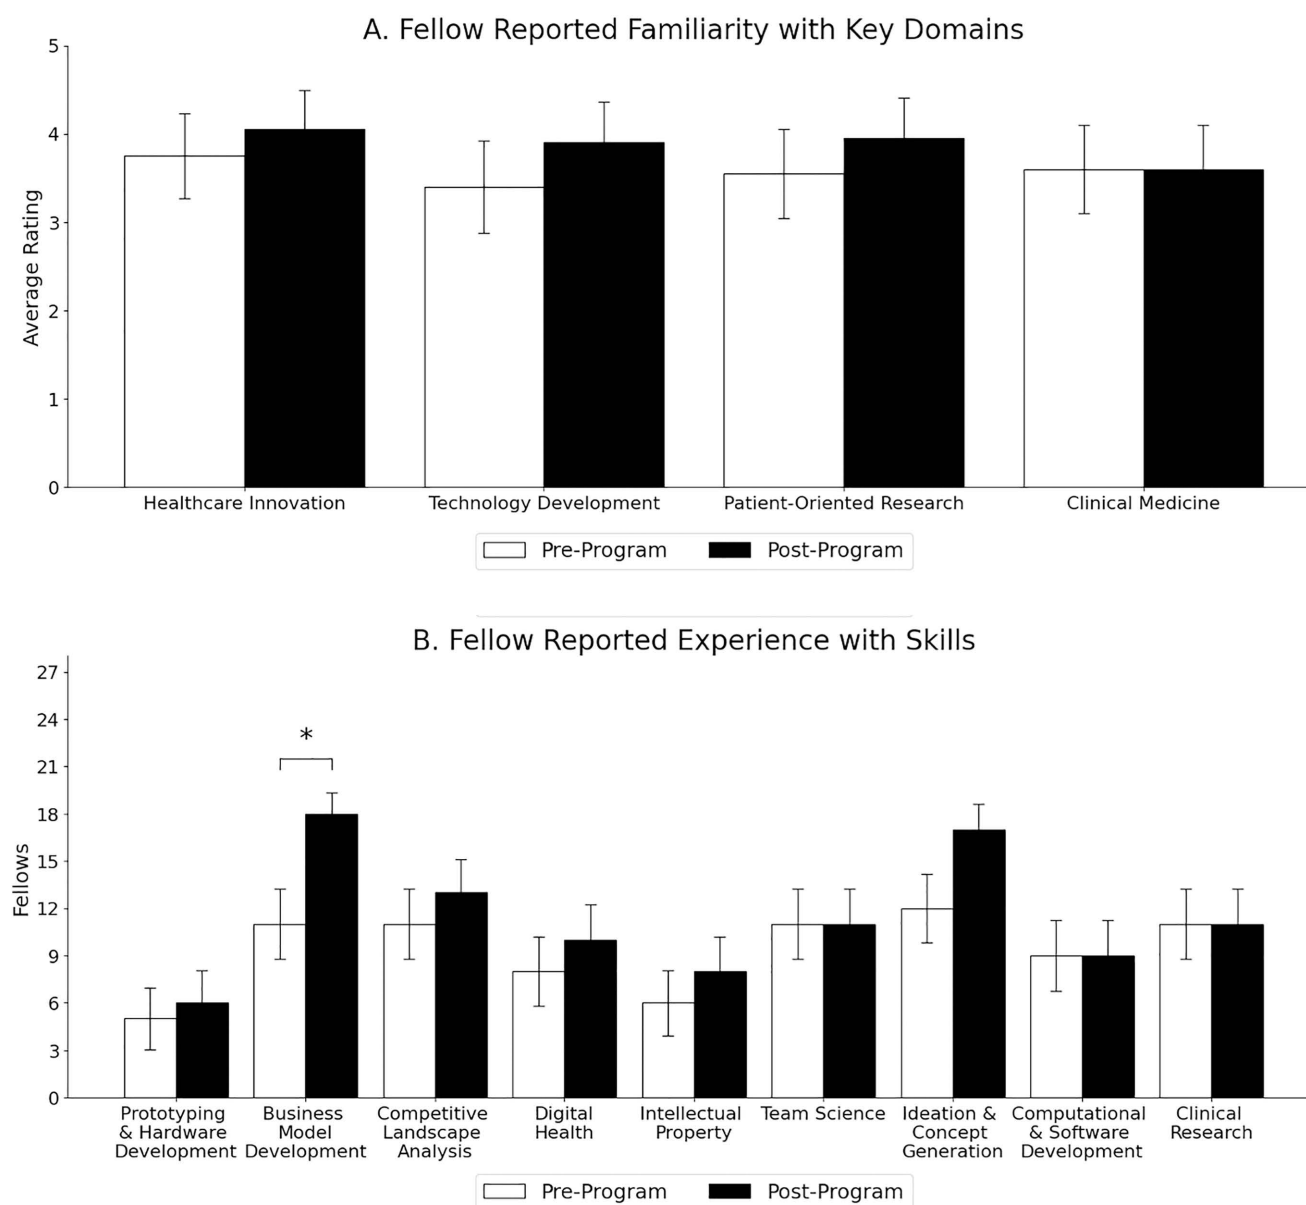 A. Fellow Reported Familiarity with Key Domains
5
4
3
2
1
0
Average Rating
Healthcare Innovation
Technology Development
Patient-Oriented Research
Clinical Medicine
Pre-Program
Post-Program
B. Fellow Reported Experience with Skills
27
24
21
18
15
12
9
6
3
0
Fellows
*
Prototyping
& Hardware
Development
Business
Model
Development
Competitive
Landscape
Analysis
Digital
Health
Intellectual
Property
Team Science
Ideation &
Concept
Generation
Computational
& Software
Development
Clinical
Research
Pre-Program
Post-Program